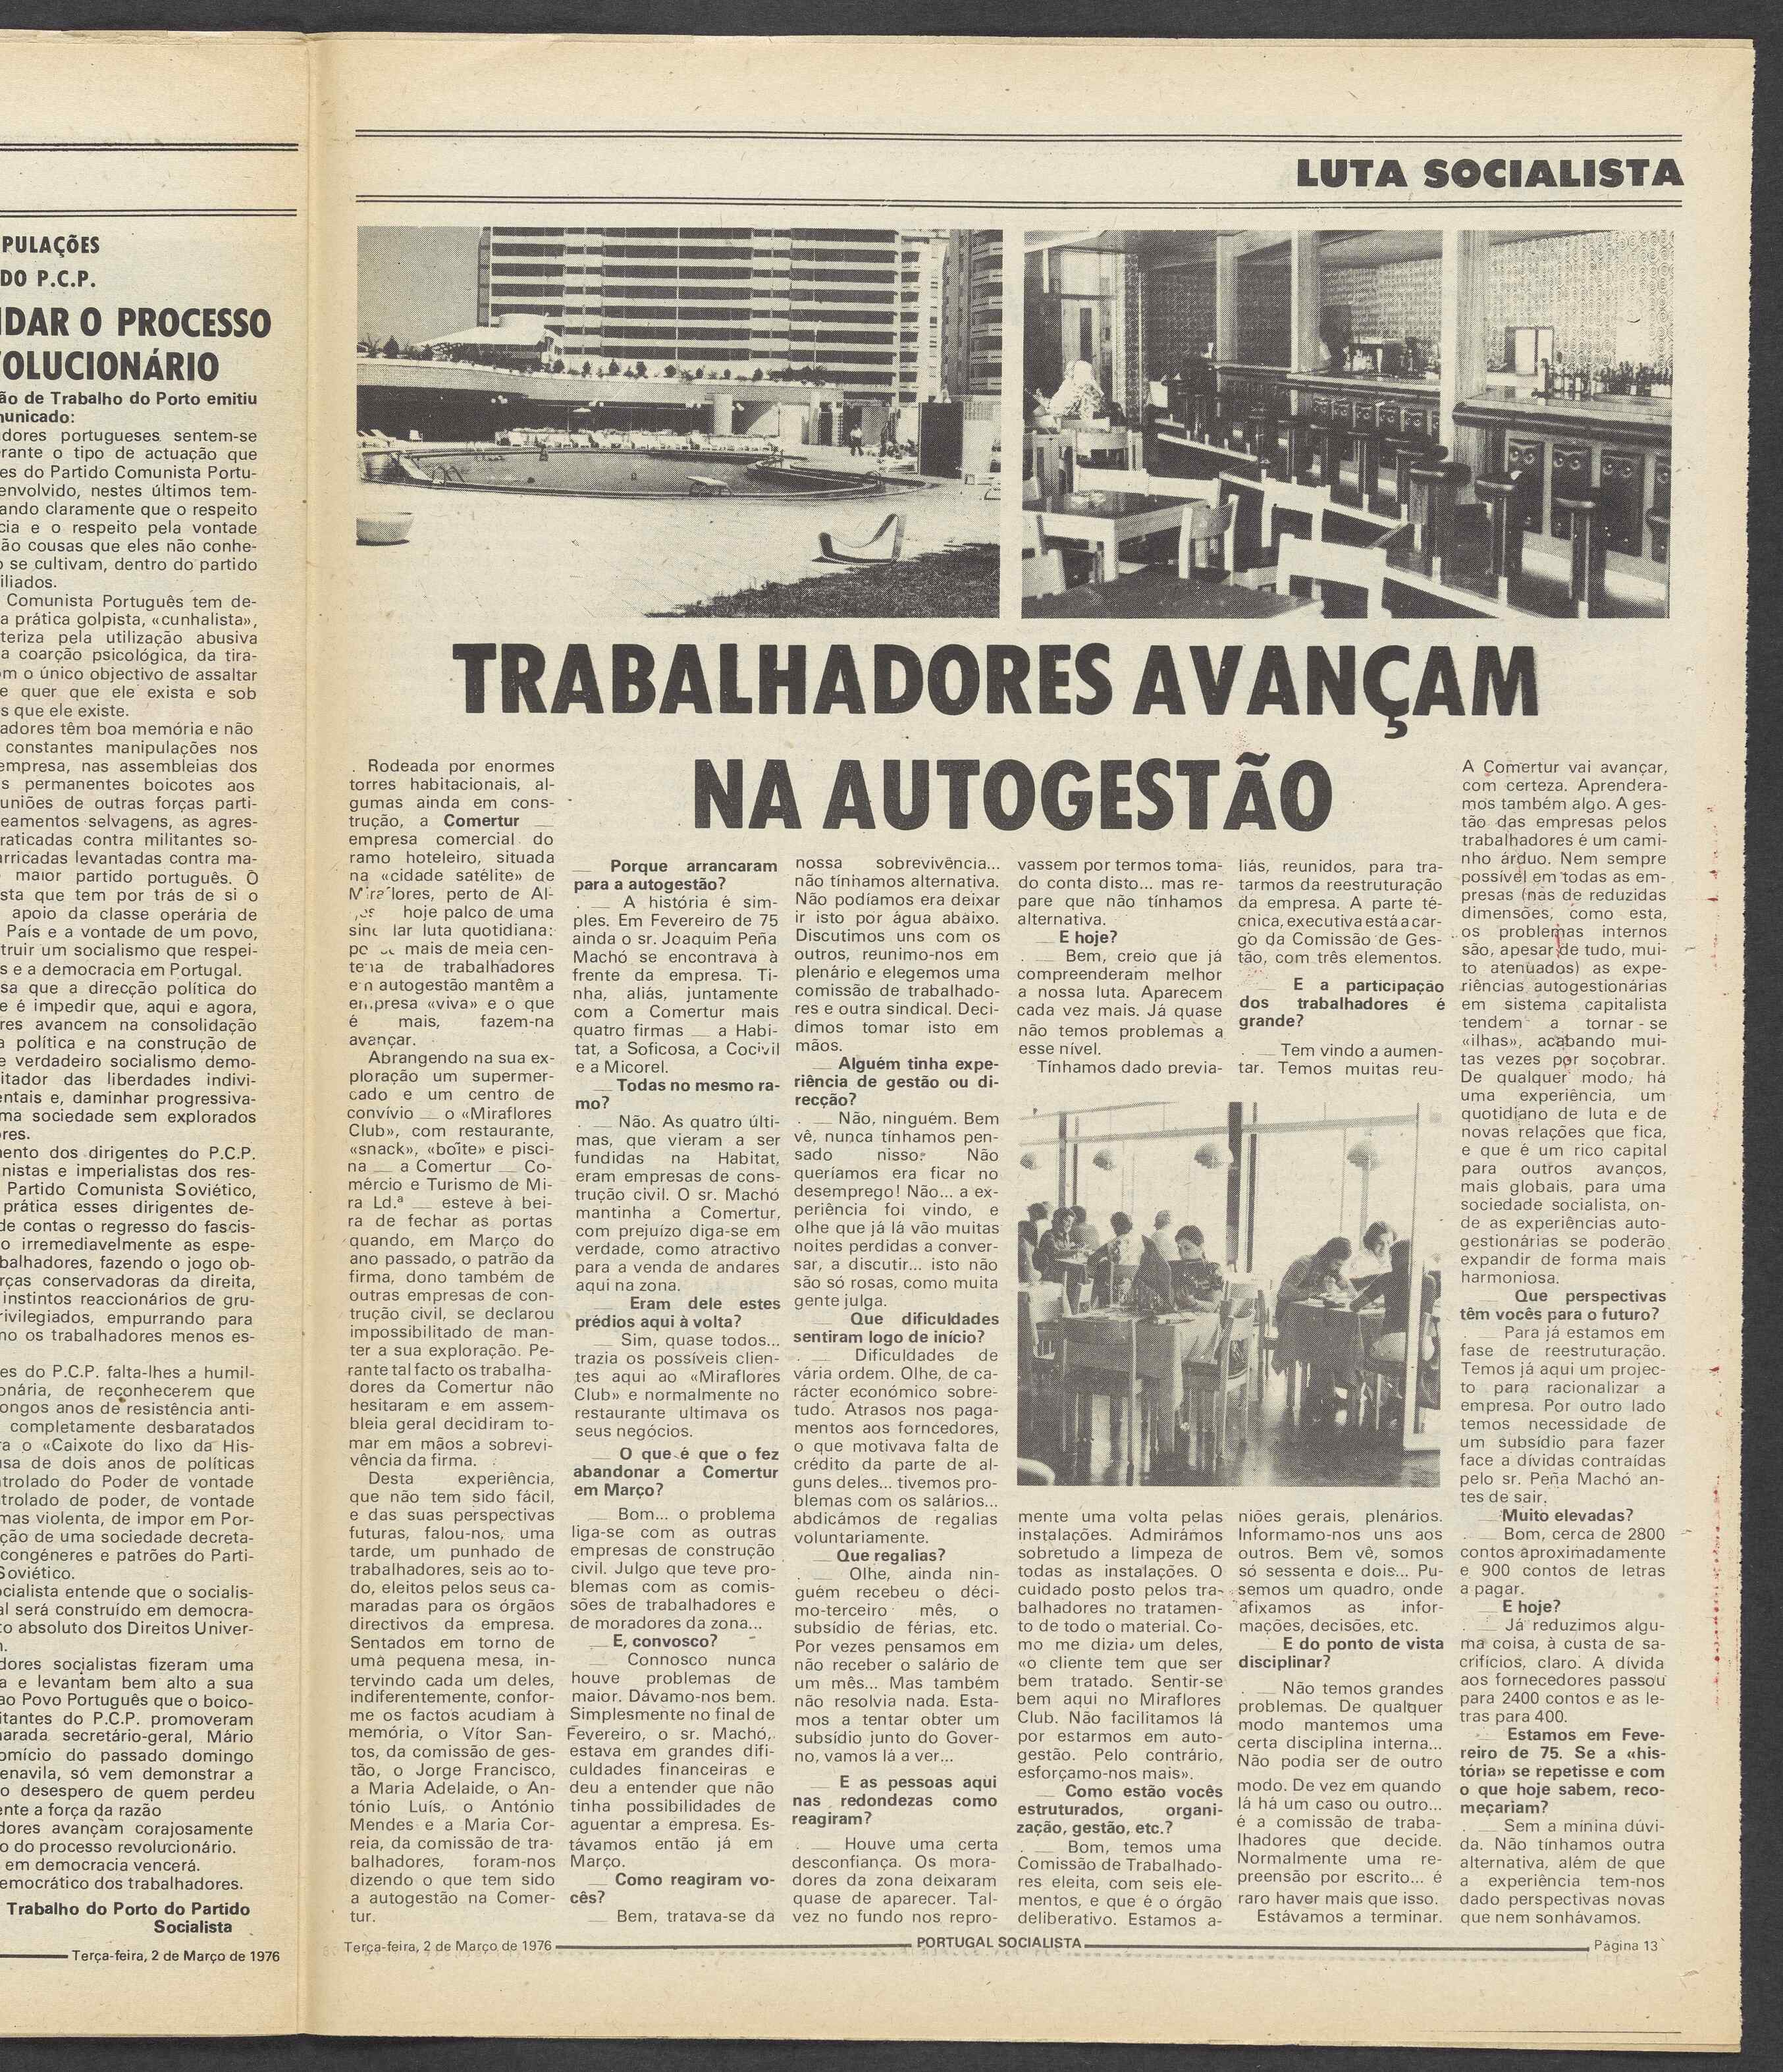 PULAÇÕES
DO P.C.P.
IDAR O PROCESSO
VOLUCIONÁRIO
ão de Trabalho do Porto emitiu
municado:
dores portugueses sentem-se
erante o tipo de actuação que
es do Partido Comunista Portu-
envolvido, nestes últimos tem-
ando claramente que o respeito
cia e o respeito pela vontade
ão cousas que eles não conhe-
o se cultivam, dentro do partido
iliados.
Comunista Português tem de-
a prática golpista, «cunhalista»,
teriza pela utilização abusiva
a coarção psicológica, da tira-
om o único objectivo de assaltar
e quer que ele exista e sob
s que ele existe.
adores têm boa memória e não
constantes manipulações nos
empresa, nas assembleias dos
s permanentes boicotes aos
uniões de outras forças parti-
eamentos selvagens, as agres-
raticadas contra militantes so-
arricadas levantadas contra ma-
maior partido português. O
sta que tem por trás de si o
apoio da classe operária de
País e a vontade de um povo,
truir um socialismo que respei-
s e a democracia em Portugal.
sa que a direcção política do
e é impedir que, aqui e agora,
res avancem na consolidação
a política e na construção de
e verdadeiro socialismo demo-
itador das liberdades indivi-
entais e, daminhar progressiva-
ma sociedade sem explorados
res.
mento dos dirigentes do P.C.P.
nistas e imperialistas dos res-
Partido Comunista Soviético,
prática esses dirigentes de-
de contas o regresso do fascis-
o irremediavelmente as espe-
balhadores, fazendo o jogo ob-
rças conservadoras da direita,
instintos reaccionários de gru-
rivilegiados, empurrando para
mo os trabalhadores menos es-
es do P.C.P. falta-lhes a humil-
onária, de reconhecerem que
ongos anos de resistência anti-
completamente desbaratados
ra o «Caixote do lixo da His-
usa de dois anos de políticas
ntrolado do Poder de vontade
trolado de poder, de vontade
mas violenta, de impor em Por-
ção de uma sociedade decreta-
congéneres e patrões do Parti-
Soviético.
ocialista entende que o socialis-
al será construído em democra-
to absoluto dos Direitos Univer-
n.
dores socialistas fizeram uma
a e levantam bem alto a sua
ao Povo Português que o boico-
itantes do P.C.P. promoveram
arada secretário-geral, Mário
omício do passado domingo
enavila, só vem demonstrar a
o desespero de quem perdeu
ente a força da razão
dores avançam corajosamente
o do processo revolucionário.
em democracia vencerá.
emocrático dos trabalhadores.
Trabalho do Porto do Partido
Socialista
Terça-feira, 2 de Março de 1976
LUTA SOCIALISTA
TRABALHADORES AVANÇAM
NA AUTOGESTÃO
Rodeada por enormes
torres habitacionais, al-
gumas ainda em cons-
trução, a Comertur —
empresa comercial do
ramo hoteleiro, situada
na «cidade satélite» de
Miraflores, perto de Al-
hoje palco de uma
lar luta quotidiana:
mais de meia cen-
tena de trabalhadores
em autogestão mantêm a
empresa «viva» e o que
é mais, fazem-na
avançar.
Abrangendo na sua ex-
ploração um supermer-
cado e um centro de
convívio — o «Miraflores
Club», com restaurante,
«snack», «boîte» e pisci-
na — a Comertur — Co-
mércio e Turismo de Mi-
ra Ld.ª — esteve à bei-
ra de fechar as portas
quando, em Março do
ano passado, o patrão da
firma, dono também de
outras empresas de con-
trução civil, se declarou
impossibilitado de man-
ter a sua exploração. Pe-
rante tal facto os trabalha-
dores da Comertur não
hesitaram e em assem-
bleia geral decidiram to-
mar em mãos a sobrevi-
vência da firma.
Desta experiência,
que não tem sido fácil,
e das suas perspectivas
futuras, falou-nos, uma
tarde, um punhado de
trabalhadores, seis ao to-
do, eleitos pelos seus ca-
maradas para os órgãos
directivos da empresa.
Sentados em torno de
uma pequena mesa, in-
tervindo cada um deles,
indiferentemente, confor-
me os factos acudiam à
memória, o Vítor San-
tos, da comissão de ges-
tão, o Jorge Francisco,
a Maria Adelaide, o An-
tónio Luís, o António
Mendes e a Maria Cor-
reia, da comissão de tra-
balhadores, foram-nos
dizendo o que tem sido
a autogestão na Comer-
tur.
— Porque arrancaram
para a autogestão?
— A história é sim-
ples. Em Fevereiro de 75
ainda o sr. Joaquim Peña
Machó se encontrava à
frente da empresa. Ti-
nha, aliás, juntamente
com a Comertur mais
quatro firmas — a Habi-
tat, a Soficosa, a Cocivil
e a Micorel.
— Todas no mesmo ra-
mo?
— Não. As quatro últi-
mas, que vieram a ser
fundidas na Habitat,
eram empresas de cons-
trução civil. O sr. Machó
mantinha a Comertur,
com prejuízo diga-se em
verdade, como atractivo
para a venda de andares
aqui na zona.
— Eram dele estes
prédios aqui à volta?
— Sim, quase todos...
trazia os possíveis clien-
tes aqui ao «Miraflores
Club» e normalmente no
restaurante ultimava os
seus negócios.
— O que é que o fez
abandonar a Comertur
em Março?
— Bom... o problema
liga-se com as outras
empresas de construção
civil. Julgo que teve pro-
blemas com as comis-
sões de trabalhadores e
de moradores da zona...
— E, convosco?
— Connosco nunca
houve problemas de
maior. Dávamo-nos bem.
Simplesmente no final de
Fevereiro, o sr. Machó,
estava em grandes difi-
culdades financeiras e
deu a entender que não
tinha possibilidades de
aguentar a empresa. Es-
távamos então já em
Março.
— Como reagiram vo-
cês?
— Bem, tratava-se da
nossa sobrevivência...
não tínhamos alternativa.
Não podíamos era deixar
ir isto por água abaixo.
Discutimos uns com os
outros, reunimo-nos em
plenário e elegemos uma
comissão de trabalhado-
res e outra sindical. Deci-
dimos tomar isto em
mãos.
— Alguém tinha expe-
riência de gestão ou di-
recção?
— Não, ninguém. Bem
vê, nunca tínhamos pen-
sado nisso. Não
queríamos era ficar no
desemprego! Não... a ex-
periência foi vindo, e
olhe que já lá vão muitas
noites perdidas a conver-
sar, a discutir... isto não
são só rosas, como muita
gente julga.
— Que dificuldades
sentiram logo de início?
— Dificuldades de
vária ordem. Olhe, de ca-
rácter económico sobre-
tudo. Atrasos nos paga-
mentos aos forncedores,
o que motivava falta de
crédito da parte de al-
guns deles... tivemos pro-
blemas com os salários...
abdicámos de regalias
voluntariamente.
— Que regalias?
— Olhe, ainda nin-
guém recebeu o déci-
mo-terceiro mês, o
subsídio de férias, etc.
Por vezes pensamos em
não receber o salário de
um mês... Mas também
não resolvia nada. Esta-
mos a tentar obter um
subsídio junto do Gover-
no, vamos lá a ver...
— E as pessoas aqui
nas redondezas como
reagiram?
— Houve uma certa
desconfiança. Os mora-
dores da zona deixaram
quase de aparecer. Tal-
vez no fundo nos repro-
vassem por termos toma-
do conta disto... mas re-
pare que não tínhamos
alternativa.
— E hoje?
— Bem, creio que já
compreenderam melhor
a nossa luta. Aparecem
cada vez mais. Já quase
não temos problemas a
esse nível.
Tínhamos dado previa-
mente uma volta pelas
instalações. Admirámos
sobretudo a limpeza de
todas as instalações. O
cuidado posto pelos tra-
balhadores no tratamen-
to de todo o material. Co-
mo me dizia um deles,
«o cliente tem que ser
bem tratado. Sentir-se
bem aqui no Miraflores
Club. Não facilitamos lá
por estarmos em auto-
gestão. Pelo contrário,
esforçamo-nos mais».
— Como estão vocês
estruturados, organi-
zação, gestão, etc.?
— Bom, temos uma
Comissão de Trabalhado-
res eleita, com seis ele-
mentos, e que é o órgão
deliberativo. Estamos a-
liás, reunidos, para tra-
tarmos da reestruturação
da empresa. A parte té-
cnica, executiva está a car-
go da Comissão de Ges-
tão, com três elementos.
— E a participação
dos trabalhadores é
grande?
— Tem vindo a aumen-
tar. Temos muitas reu-
niões gerais, plenários.
Informamo-nos uns aos
outros. Bem vê, somos
só sessenta e dois... Pu-
semos um quadro, onde
afixamos as infor-
mações, decisões, etc.
— E do ponto de vista
disciplinar?
— Não temos grandes
problemas. De qualquer
modo mantemos uma
certa disciplina interna...
Não podia ser de outro
modo. De vez em quando
lá há um caso ou outro...
é a comissão de traba-
lhadores que decide.
Normalmente uma re-
preensão por escrito... é
raro haver mais que isso.
Estávamos a terminar.
A Comertur vai avançar,
com certeza. Aprendera-
mos também algo. A ges-
tão das empresas pelos
trabalhadores é um cami-
nho árduo. Nem sempre
possível em todas as em-
presas (nas de reduzidas
dimensões, como esta,
os problemas internos
são, apesar de tudo, mui-
to atenuados) as expe-
riências autogestionárias
em sistema capitalista
tendem a tornar-se
«ilhas», acabando mui-
tas vezes por soçobrar.
De qualquer modo, há
uma experiência, um
quotidiano de luta e de
novas relações que fica,
e que é um rico capital
para outros avanços,
mais globais, para uma
sociedade socialista, on-
de as experiências auto-
gestionárias se poderão
expandir de forma mais
harmoniosa.
— Que perspectivas
têm vocês para o futuro?
— Para já estamos em
fase de reestruturação.
Temos já aqui um projec-
to para racionalizar a
empresa. Por outro lado
temos necessidade de
um subsídio para fazer
face a dívidas contraídas
pelo sr. Peña Machó an-
tes de sair.
— Muito elevadas?
— Bom, cerca de 2800
contos aproximadamente
e 900 contos de letras
a pagar.
— E hoje?
— Já reduzimos algu-
ma coisa, à custa de sa-
crifícios, claro. A dívida
aos fornecedores passou
para 2400 contos e as le-
tras para 400.
— Estamos em Feve-
reiro de 75. Se a «his-
tória» se repetisse e com
o que hoje sabem, reco-
meçariam?
— Sem a minina dúvi-
da. Não tínhamos outra
alternativa, além de que
a experiência tem-nos
dado perspectivas novas
que nem sonhávamos.
Terça-feira, 2 de Março de 1976
PORTUGAL SOCIALISTA
Página 13